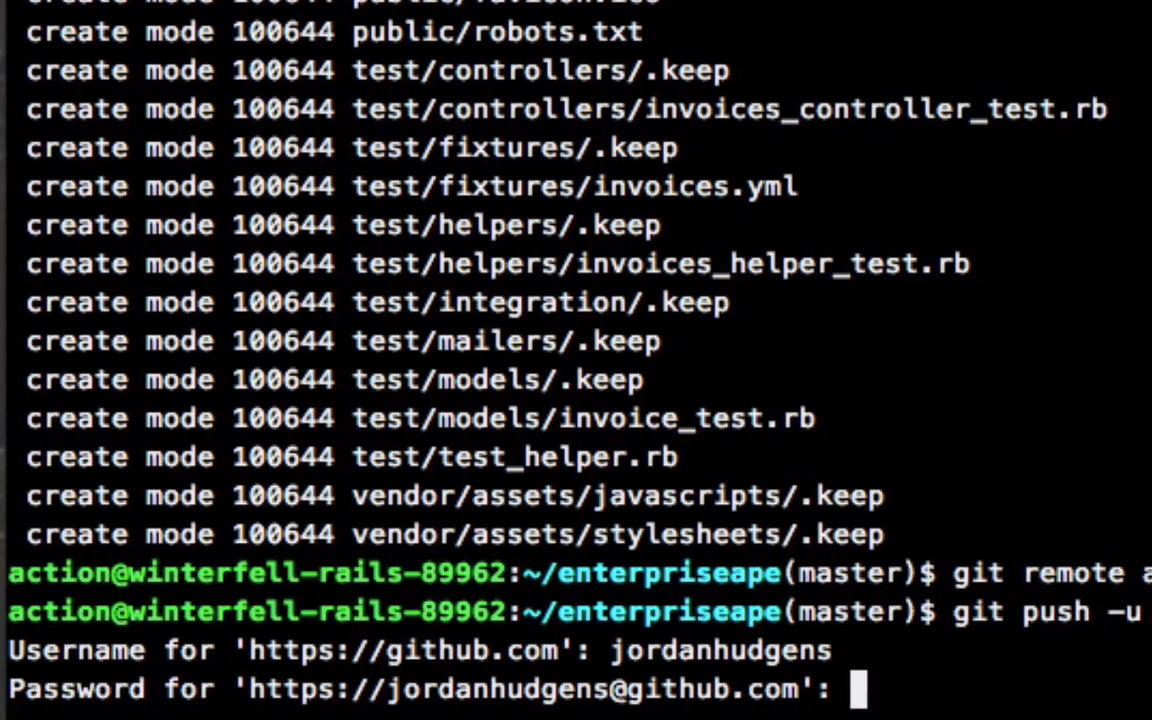 create mode 100644 public/robots.txt
create mode 100644 test/controllers/.keep
create mode 100644 test/controllers/invoices_controller_test.rb
create mode 100644 test/fixtures/.keep
create mode 100644 test/fixtures/invoices.yml
create mode 100644 test/helpers/.keep
create mode 100644 test/helpers/invoices_helper_test.rb
create mode 100644 test/integration/.keep
create mode 100644 test/mailers/.keep
create mode 100644 test/models/.keep
create mode 100644 test/models/invoice_test.rb
create mode 100644 test/test_helper.rb
create mode 100644 vendor/assets/javascripts/.keep
create mode 100644 vendor/assets/stylesheets/.keep
action@winterfell-rails-89962:~/enterpriseape(master)$ git remote
action@winterfell-rails-89962:~/enterpriseape(master)$ git push -u
Username for 'https://github.com': jordanhudgens
Password for 'https://jordanhudgens@github.com':